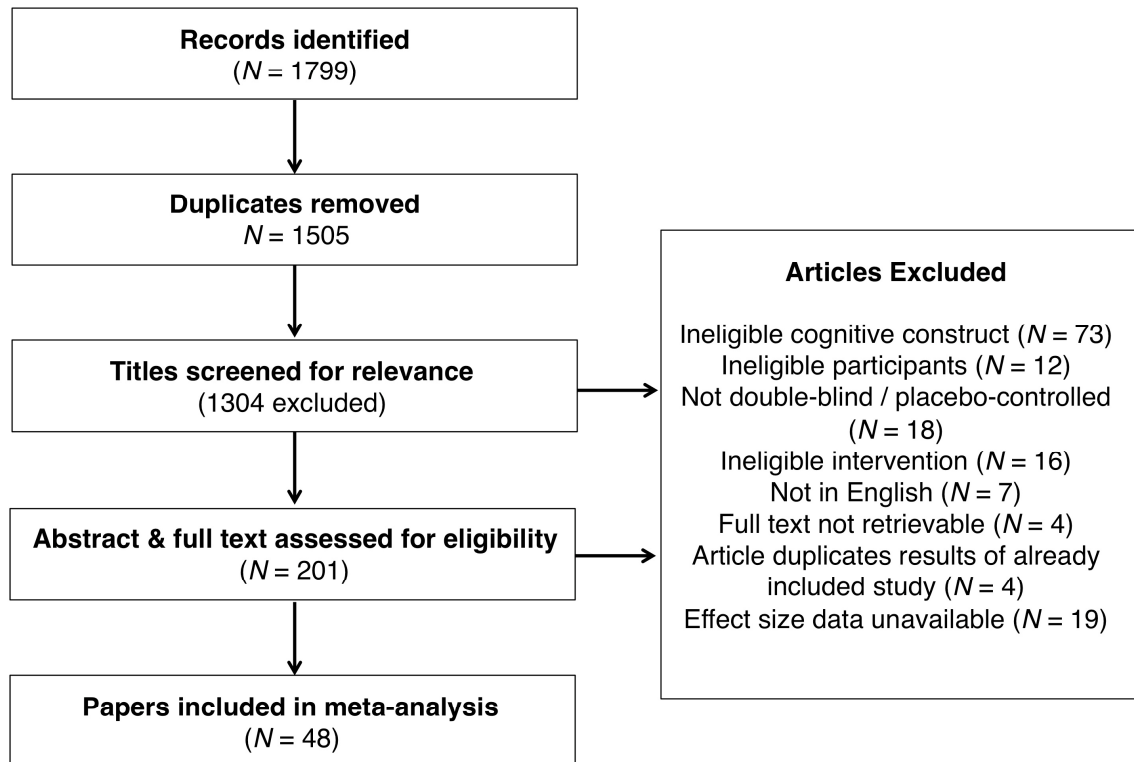 Records identified
(N = 1799)
Duplicates removed
N = 1505
Titles screened for relevance
(1304 excluded)
Abstract & full text assessed for eligibility
(N = 201)
Papers included in meta-analysis
(N = 48)
Articles Excluded
Ineligible cognitive construct (N = 73)
Ineligible participants (N = 12)
Not double-blind / placebo-controlled
(N = 18)
Ineligible intervention (N = 16)
Not in English (N = 7)
Full text not retrievable (N = 4)
Article duplicates results of already
included study (N = 4)
Effect size data unavailable (N = 19)